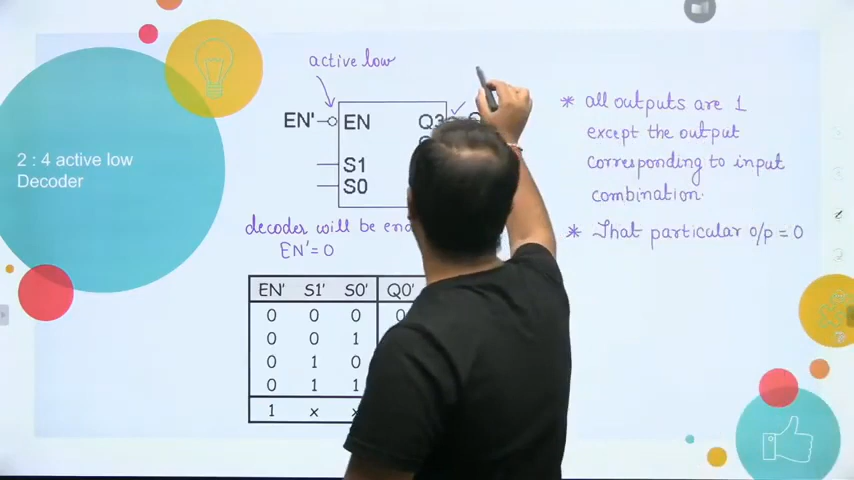 2 : 4 active low
Decoder
active low
EN' EN Q3
S1
S0
decoder will be
EN' = 0
EN' S1' S0' Q0'
0 0 0 0
0 0 1
0 1 0
0 1 1
1 x
* all outputs are 1
except the output
corresponding to input
combination.
* That particular o/p = 0